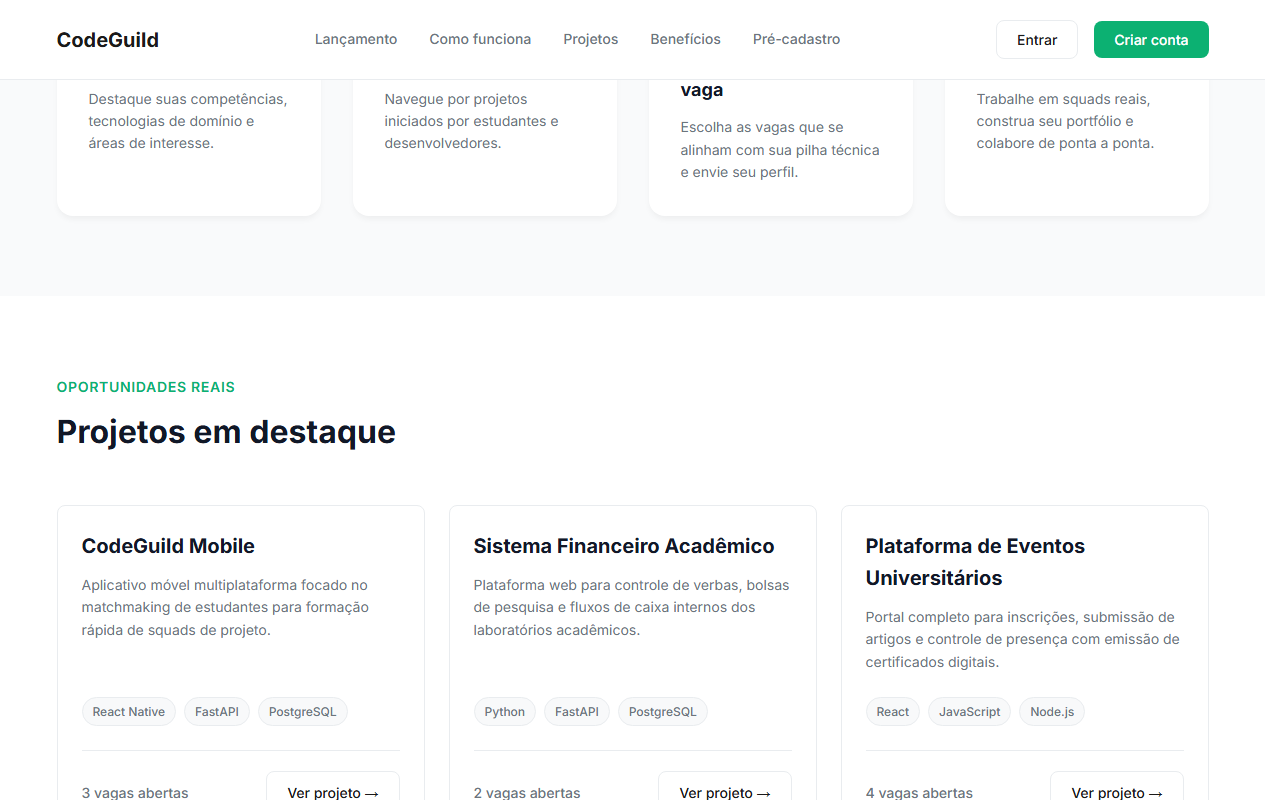 CodeGuild
Lançamento
Como funciona
Projetos
Benefícios
Pré-cadastro
Entrar
Criar conta
Destaque suas competências,
tecnologias de domínio e
áreas de interesse.
Navegue por projetos
iniciados por estudantes e
desenvolvedores.
vaga
Escolha as vagas que se
alinham com sua pilha técnica
e envie seu perfil.
Trabalhe em squads reais,
construa seu portfólio e
colabore de ponta a ponta.
OPORTUNIDADES REAIS
Projetos em destaque
CodeGuild Mobile
Aplicativo móvel multiplataforma focado no
matchmaking de estudantes para formação
rápida de squads de projeto.
React Native
FastAPI
PostgreSQL
3 vagas abertas
Ver projeto →
Sistema Financeiro Acadêmico
Plataforma web para controle de verbas, bolsas
de pesquisa e fluxos de caixa internos dos
laboratórios acadêmicos.
Python
FastAPI
PostgreSQL
2 vagas abertas
Ver projeto →
Plataforma de Eventos
Universitários
Portal completo para inscrições, submissão de
artigos e controle de presença com emissão de
certificados digitais.
React
JavaScript
Node.js
4 vagas abertas
Ver projeto →